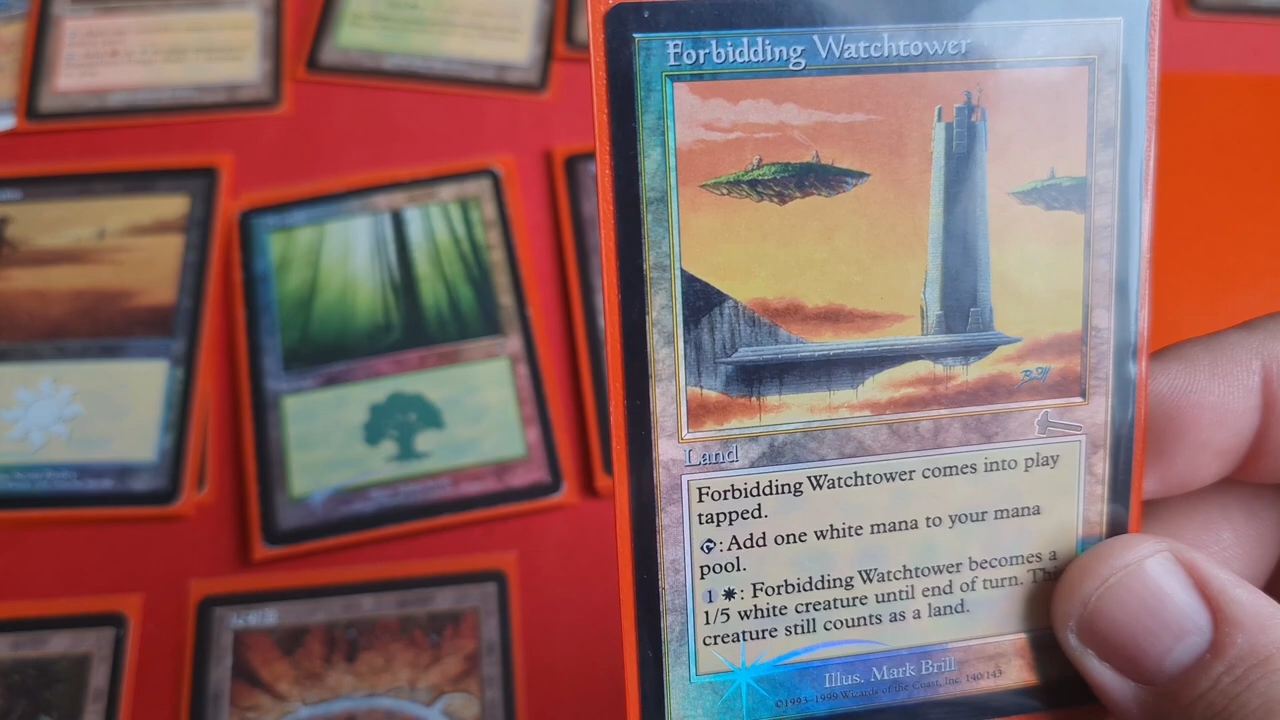 Forbidding Watchtower
Brill
Land
Forbidding Watchtower comes into play
tapped.
:Add one white mana to your mana
pool.
1 : Forbidding Watchtower becomes a
1/5 white creature until end of turn. This
creature still counts as a land.
Illus. Mark Brill
©1993-1999 Wizards of the Coast, Inc. 140/143